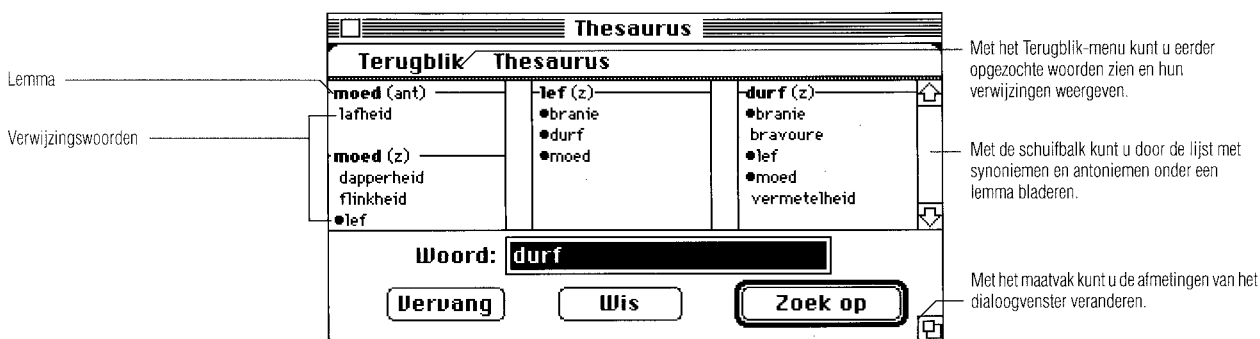 Thesaurus
Terugblik Thesaurus
Lemma
Verwijzingswoorden
moed (ant)
lafheid
moed (z)
dapperheid
flinkheid
●lef
lef (z)
●branie
●durf
●moed
durf (z)
●branie
bravoure
●lef
●moed
vermetelheid
Woord: durf
Vervang Wis Zoek op
Met het Terugblik-menu kunt u eerder
opgezochte woorden zien en hun
verwijzingen weergeven.
Met de schuifbalk kunt u door de lijst met
synoniemen en antoniemen onder een
lemma bladeren.
Met het maatvak kunt u de afmetingen van het
dialoogvenster veranderen.